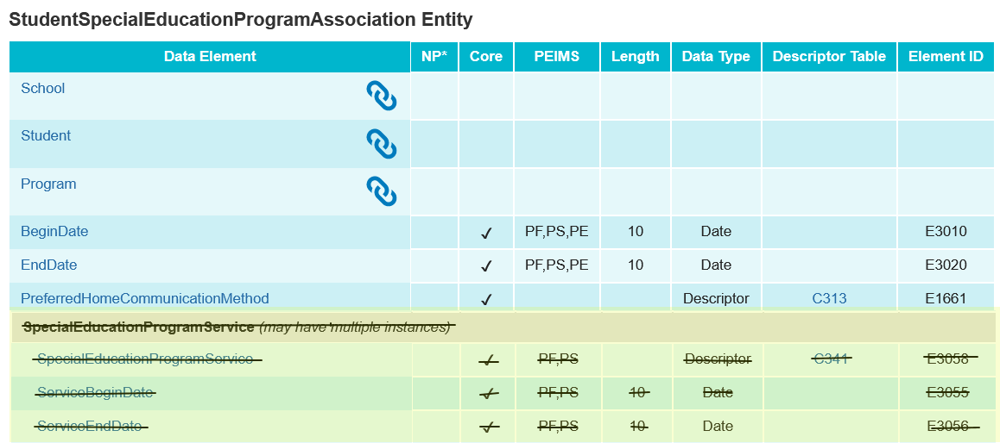 StudentSpecialEducationProgramAssociation Entity
Data Element NP* Core PEIMS Length Data Type Descriptor Table Element ID
School
Student
Program
BeginDate ✓ PF,PS,PE 10 Date E3010
EndDate ✓ PF,PS,PE 10 Date E3020
PreferredHomeCommunicationMethod ✓ Descriptor C313 E1661
SpecialEducationProgramService (may have multiple instances)
SpecialEducationProgramService ✓ PF,PS Descriptor C341 E3058
ServiceBeginDate ✓ PF,PS 10 Date E3055
ServiceEndDate ✓ PF,PS 10 Date E3056